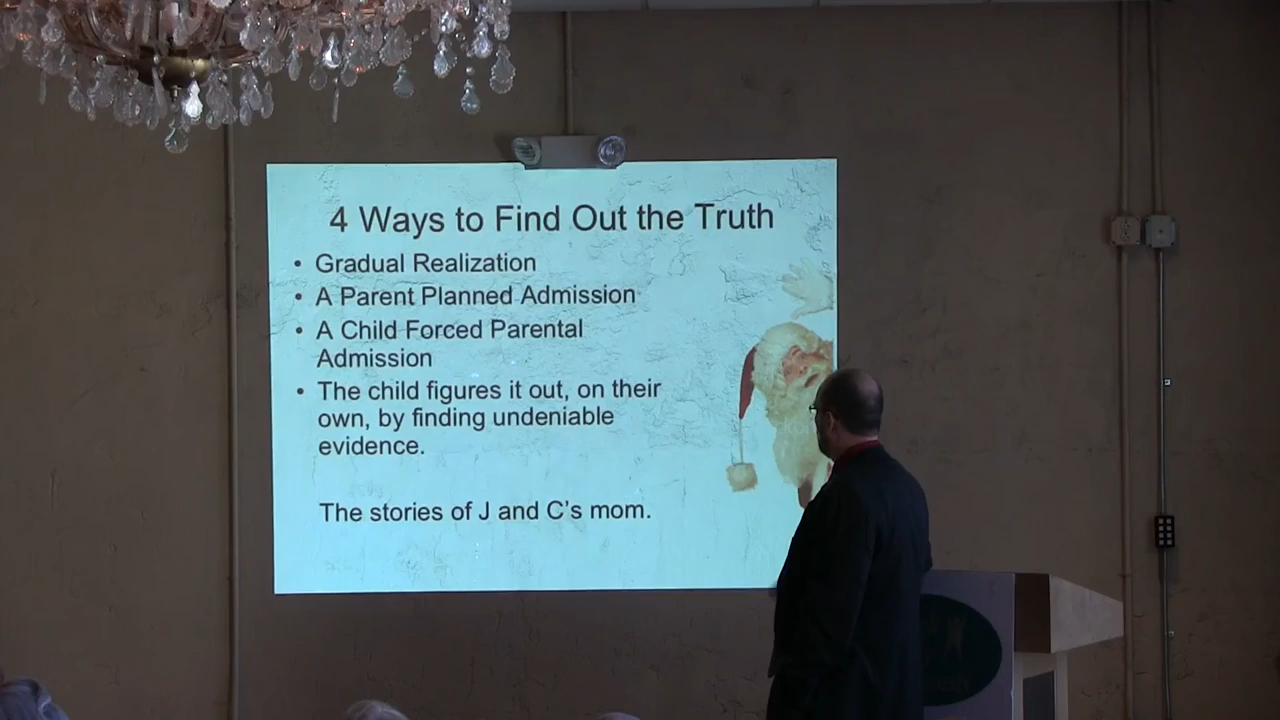 4 Ways to Find Out the Truth
• Gradual Realization
• A Parent Planned Admission
• A Child Forced Parental
Admission
• The child figures it out, on their
own, by finding undeniable
evidence.
The stories of J and C's mom.